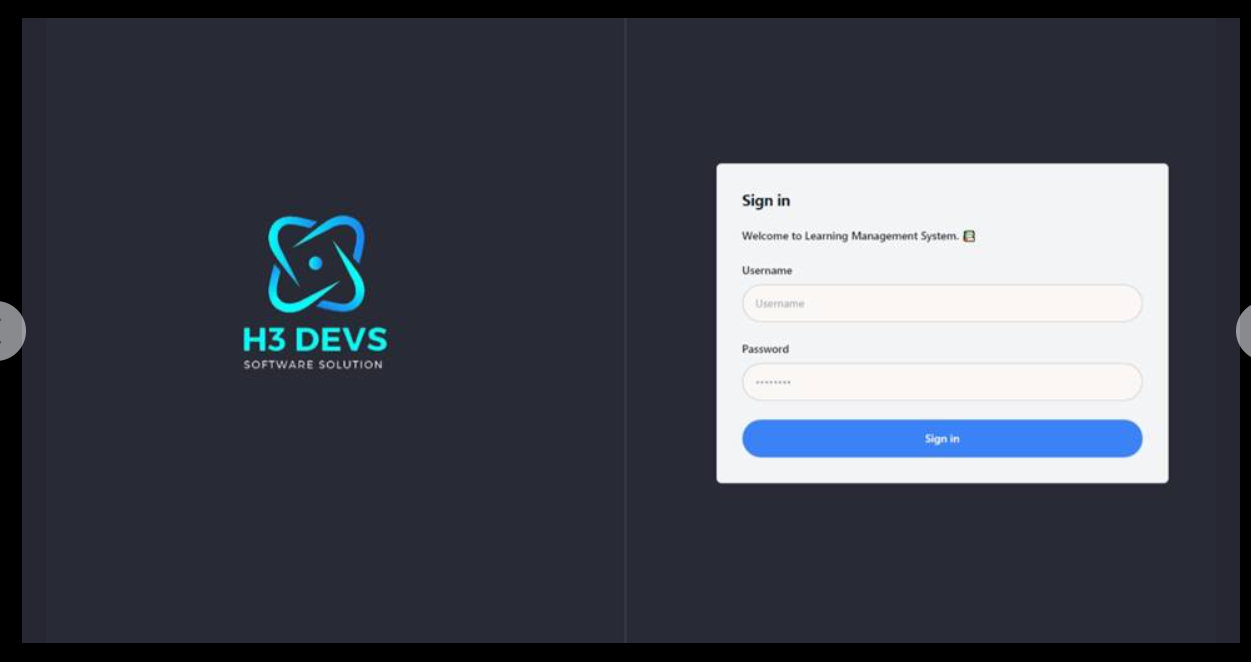 H3 DEVS
SOFTWARE SOLUTION
Sign in
Welcome to Learning Management System.
Username
Username
Password
********
Sign in